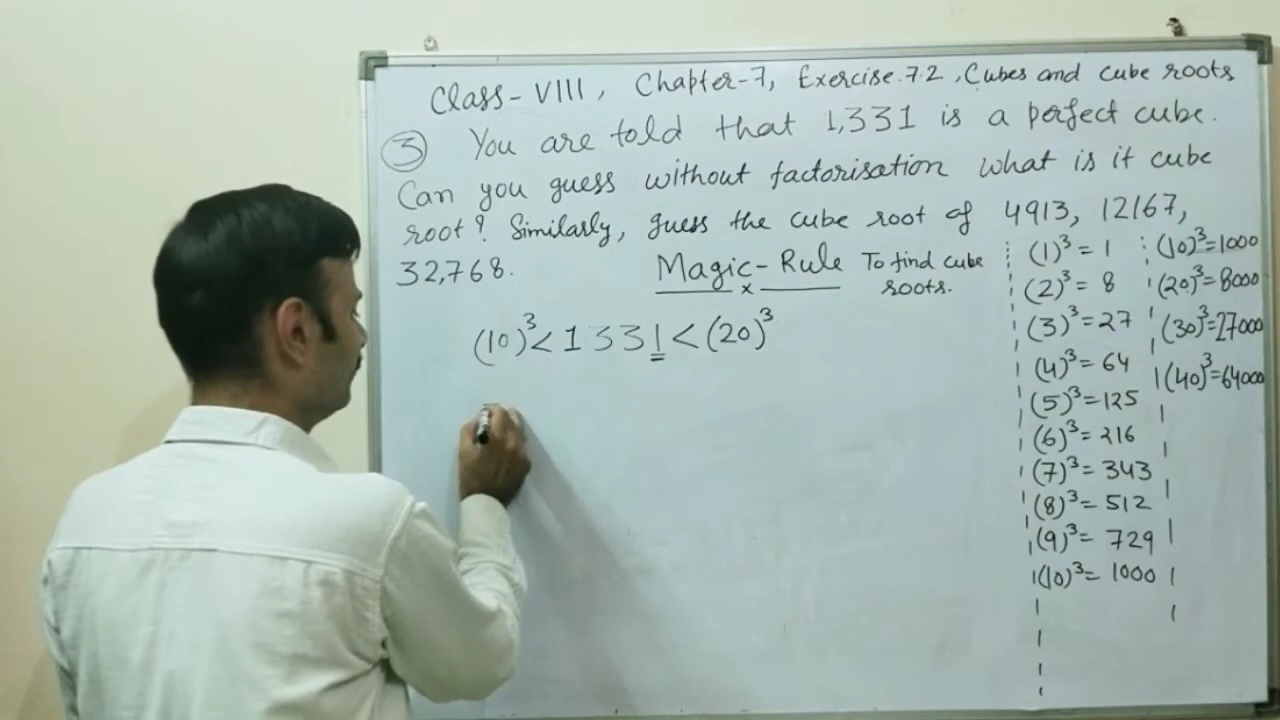 Class-VIII, Chapter-7, Exercise.7.2, Cubes and cube roots
③ You are told that 1,331 is a perfect cube.
Can you guess without factorisation what is it cube
root? Similarly, guess the cube root of 4913, 12167,
32,768.
Magic-Rule To find cube
roots.
x
(10)³<1331<(20)³
(1)³=1
(2)³=8
(3)³=27
(4)³=64
(5)³=125
(6)³=216
(7)³=343
(8)³=512
(9)³=729
(10)³=1000
(10)³=1000
(20)³=8000
(30)³=27000
(40)³=64000